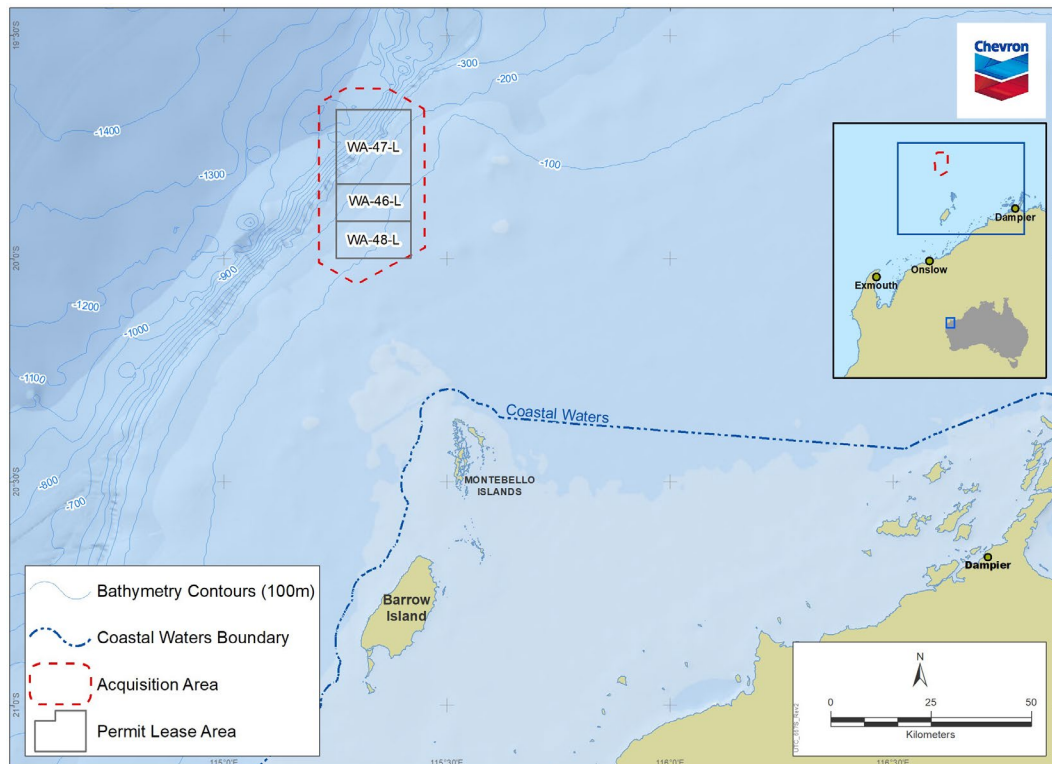 19°30'S
-300
-200
-1400
-100
-1300
WA-47-L
WA-46-L
WA-48-L
20°0'S
-900
-1200
-1000
-1100
Chevron
Dampier
Onslow
Exmouth
Coastal Waters
20°30'S
-800
-700
MONTEBELLO
ISLANDS
Barrow
Island
Dampier
21°0'S
Bathymetry Contours (100m)
Coastal Waters Boundary
Acquisition Area
Permit Lease Area
N
0
25
50
Kilometers
115°0'E
115°30'E
116°0'E
116°30'E